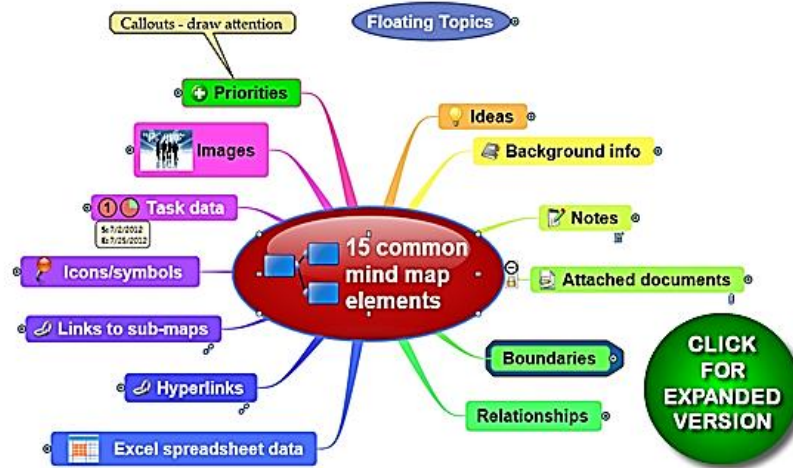 Callouts - draw attention
Floating Topics
Priorities
Ideas
Images
Background info
1
Task data
S: 7/2/2012
E: 7/25/2012
Notes
15 common
mind map
elements
Icons/symbols
Attached documents
Links to sub-maps
Boundaries
CLICK
FOR
EXPANDED
VERSION
Hyperlinks
Relationships
Excel spreadsheet data